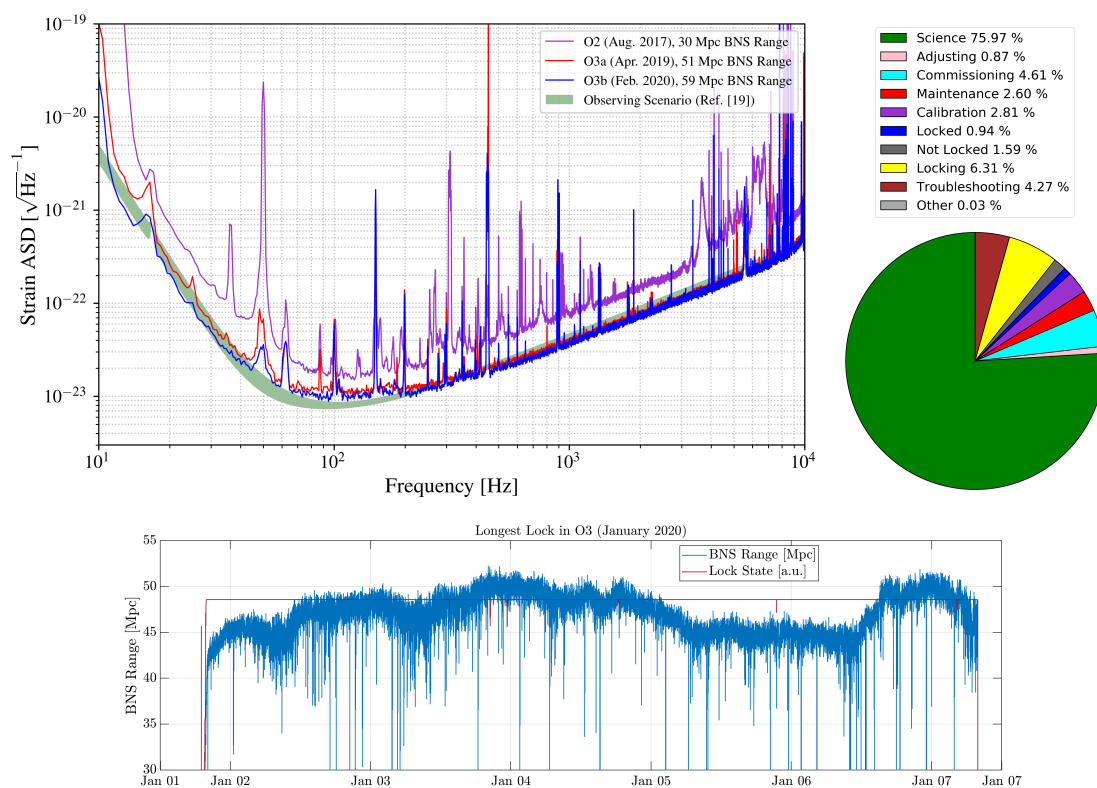 10^−19
10^−20
10^−21
10^−22
10^−23
Strain ASD [√Hz^−1]
10^1
10^2
10^3
10^4
Frequency [Hz]
O2 (Aug. 2017), 30 Mpc BNS Range
O3a (Apr. 2019), 51 Mpc BNS Range
O3b (Feb. 2020), 59 Mpc BNS Range
Observing Scenario (Ref. [19])
Science 75.97 %
Adjusting 0.87 %
Commissioning 4.61 %
Maintenance 2.60 %
Calibration 2.81 %
Locked 0.94 %
Not Locked 1.59 %
Locking 6.31 %
Troubleshooting 4.27 %
Other 0.03 %
Longest Lock in O3 (January 2020)
BNS Range [Mpc]
Lock State [a.u.]
55
50
45
40
35
30
BNS Range [Mpc]
Jan 01
Jan 02
Jan 03
Jan 04
Jan 05
Jan 06
Jan 07
Jan 07